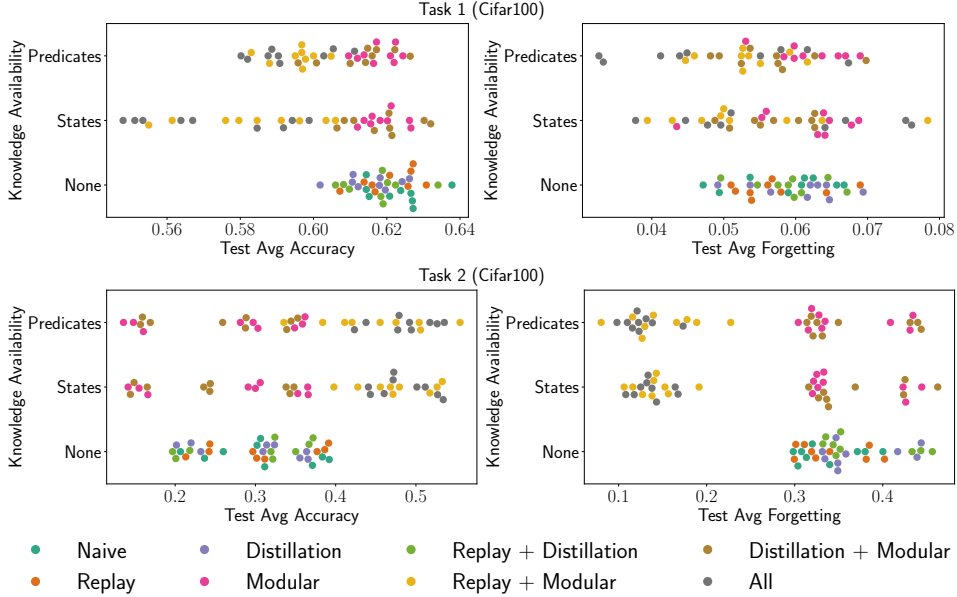 Task 1 (Cifar100)
Knowledge Availability
Predicates
States
None
0.56 0.58 0.60 0.62 0.64
Test Avg Accuracy
Knowledge Availability
Predicates
States
None
0.04 0.05 0.06 0.07 0.08
Test Avg Forgetting
Task 2 (Cifar100)
Knowledge Availability
Predicates
States
None
0.2 0.3 0.4 0.5
Test Avg Accuracy
Knowledge Availability
Predicates
States
None
0.1 0.2 0.3 0.4
Test Avg Forgetting
Naive Distillation Replay + Distillation Distillation + Modular
Replay Modular Replay + Modular All